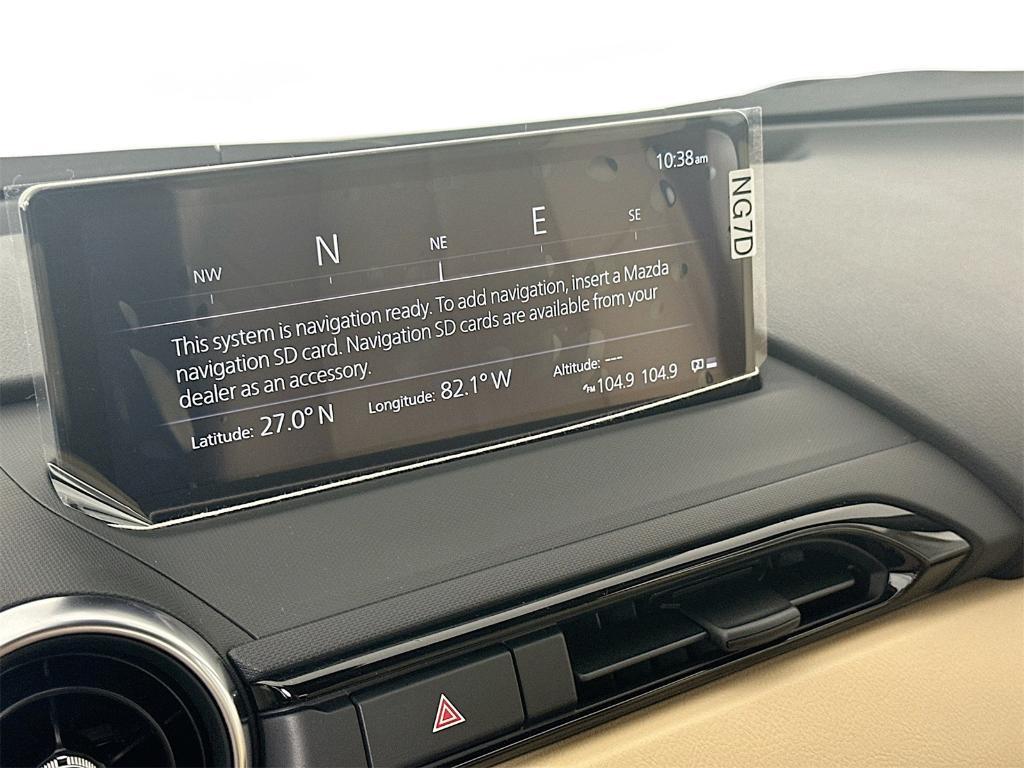 10:38am
NG7D
NW N NE E SE
This system is navigation ready. To add navigation, insert a Mazda
navigation SD card. Navigation SD cards are available from your
dealer as an accessory.
Latitude: 27.0° N Longitude: 82.1° W Altitude: ---
FM 104.9 104.9